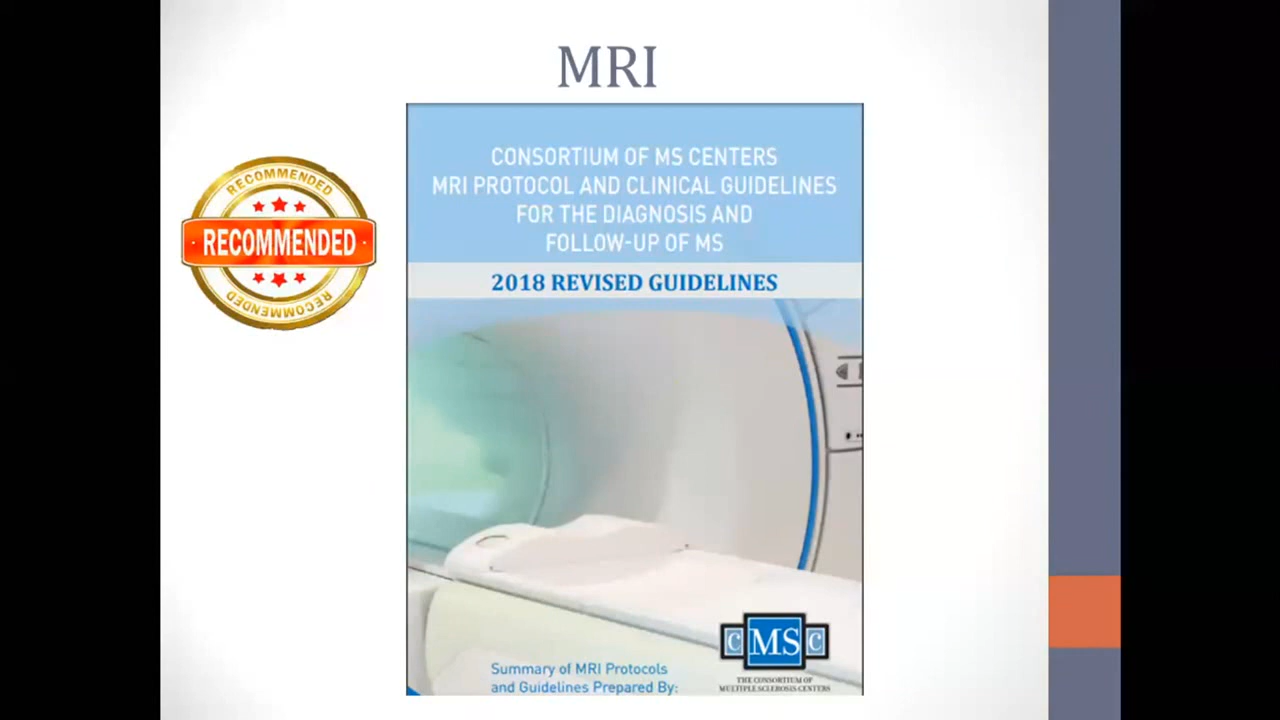 MRI
CONSORTIUM OF MS CENTERS
MRI PROTOCOL AND CLINICAL GUIDELINES
FOR THE DIAGNOSIS AND
FOLLOW-UP OF MS
2018 REVISED GUIDELINES
RECOMMENDED
RECOMMENDED
RECOMMENDED
C MS C
THE CONSORTIUM OF
MULTIPLE SCLEROSIS CENTERS
Summary of MRI Protocols
and Guidelines Prepared By: